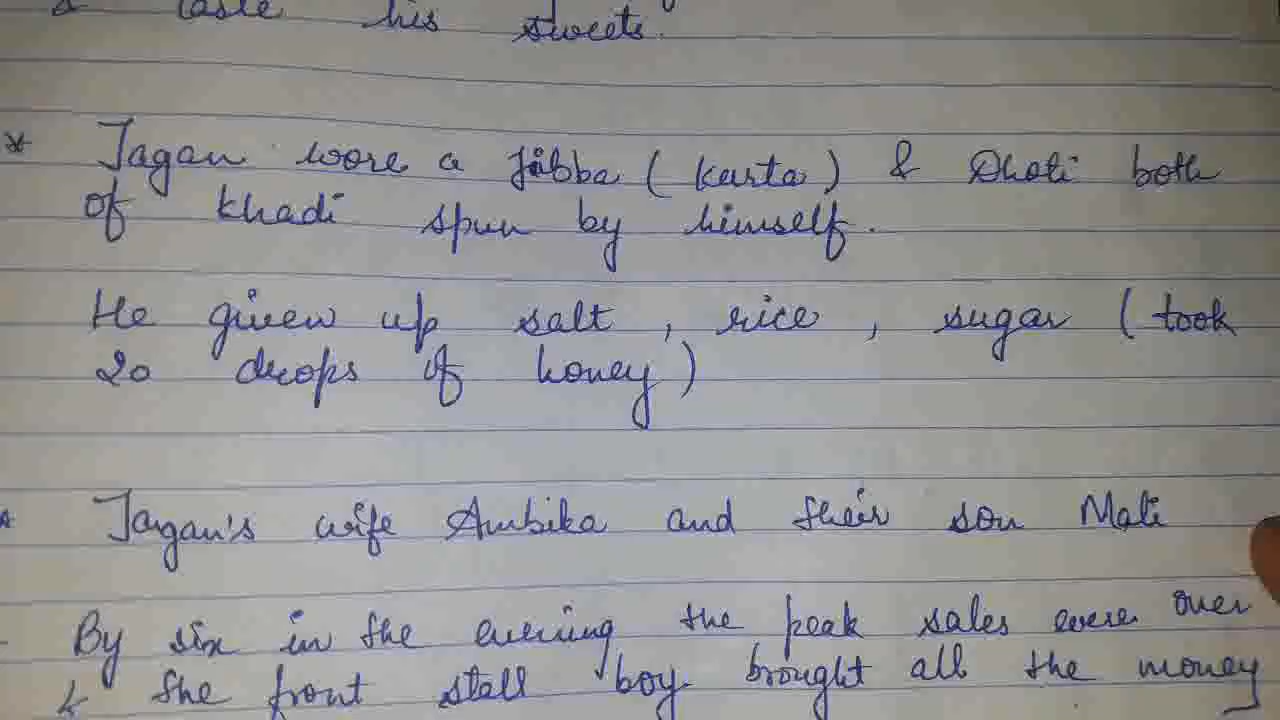 & taste his sweets.
* Jagan wore a Jibba (Kurta) & Dhoti both
of khadi spun by himself.
He given up salt, rice, sugar (took
20 drops of honey)
* Jagan's wife Ambika and their son Mali
- By six in the evening the peak sales were over
& the front stall boy brought all the money